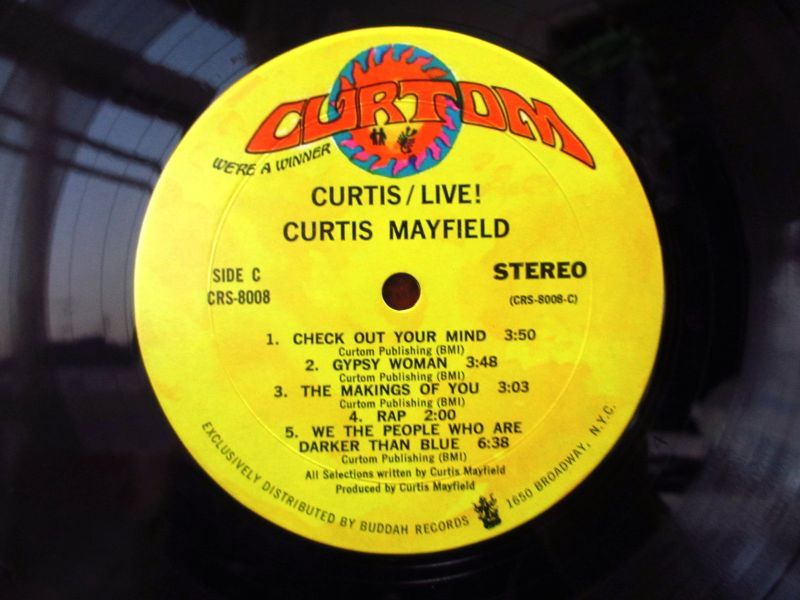 CURTOM
WE'RE A WINNER
CURTIS / LIVE!
CURTIS MAYFIELD
SIDE C
CRS-8008
STEREO
(CRS-8008-C)
1. CHECK OUT YOUR MIND 3:50
Curtom Publishing (BMI)
2. GYPSY WOMAN 3:48
Curtom Publishing (BMI)
3. THE MAKINGS OF YOU 3:03
Curtom Publishing (BMI)
4. RAP 2:00
5. WE THE PEOPLE WHO ARE
DARKER THAN BLUE 6:38
Curtom Publishing (BMI)
All Selections written by Curtis Mayfield
Produced by Curtis Mayfield
EXCLUSIVELY DISTRIBUTED BY BUDDAH RECORDS 1650 BROADWAY, N.Y.C.